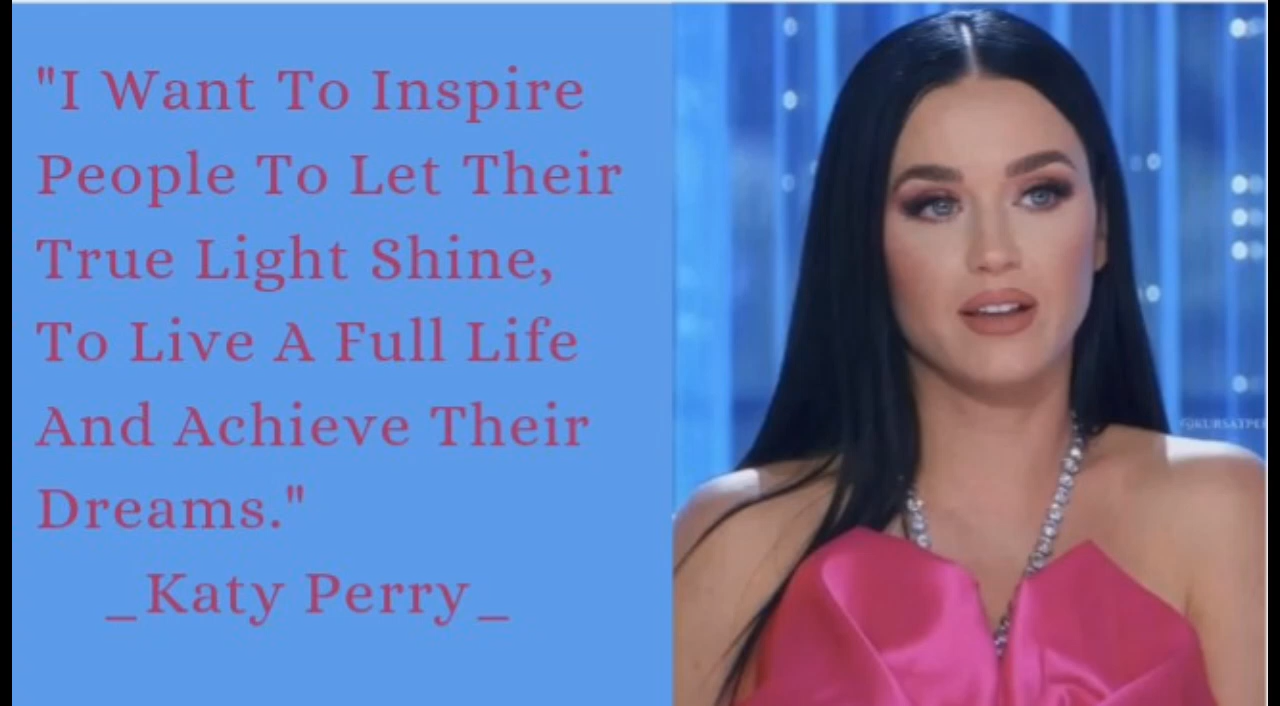 "I Want To Inspire
People To Let Their
True Light Shine,
To Live A Full Life
And Achieve Their
Dreams."
_Katy Perry_